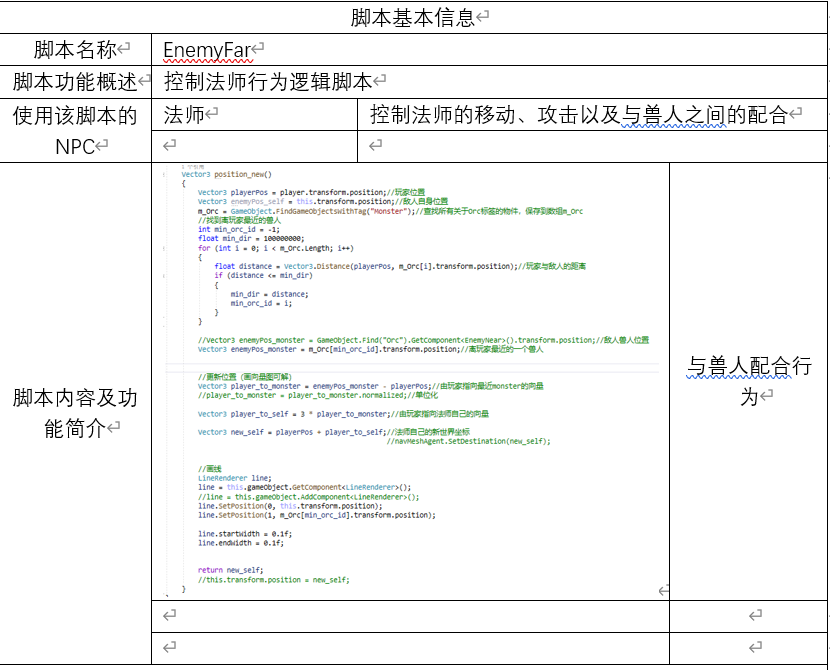 脚本基本信息
脚本名称
EnemyFar
脚本功能概述
控制法师行为逻辑脚本
使用该脚本的
NPC
法师
控制法师的移动、攻击以及与兽人之间的配合
脚本内容及功
能简介
Vector3 position_new()
{
Vector3 playerPos = player.transform.position;//玩家位置
Vector3 enemyPos_self = this.transform.position;//敌人自身位置
m_Orc = GameObject.FindGameObjectsWithTag("Monster");//查找所有关于Orc标签的物件，保存到数组m_Orc
//找到离玩家最近的兽人
int min_orc_id = -1;
float min_dir = 100000000;
for (int i = 0; i < m_Orc.Length; i++)
{
float distance = Vector3.Distance(playerPos, m_Orc[i].transform.position);//玩家与敌人的距离
if (distance <= min_dir)
{
min_dir = distance;
min_orc_id = i;
}
}
//Vector3 enemyPos_monster = GameObject.Find("Orc").GetComponent<EnemyNear>().transform.position;//敌人兽人位置
Vector3 enemyPos_monster = m_Orc[min_orc_id].transform.position;//离玩家最近的一个兽人
//更新位置（画向量图可解）
Vector3 player_to_monster = enemyPos_monster - playerPos;//由玩家指向最近Monster的向量
//player_to_monster = player_to_monster.normalized;//单位化
Vector3 player_to_self = 3 * player_to_monster;//由玩家指向法师自己的向量
Vector3 new_self = playerPos + player_to_self;//法师自己的新世界坐标
//navMeshAgent.SetDestination(new_self);
//画线
LineRenderer line;
line = this.gameObject.GetComponent<LineRenderer>();
//line = this.gameObject.AddComponent<LineRenderer>();
line.SetPosition(0, this.transform.position);
line.SetPosition(1, m_Orc[min_orc_id].transform.position);
line.startWidth = 0.1f;
line.endWidth = 0.1f;
return new_self;
//this.transform.position = new_self;
}
与兽人配合行
为